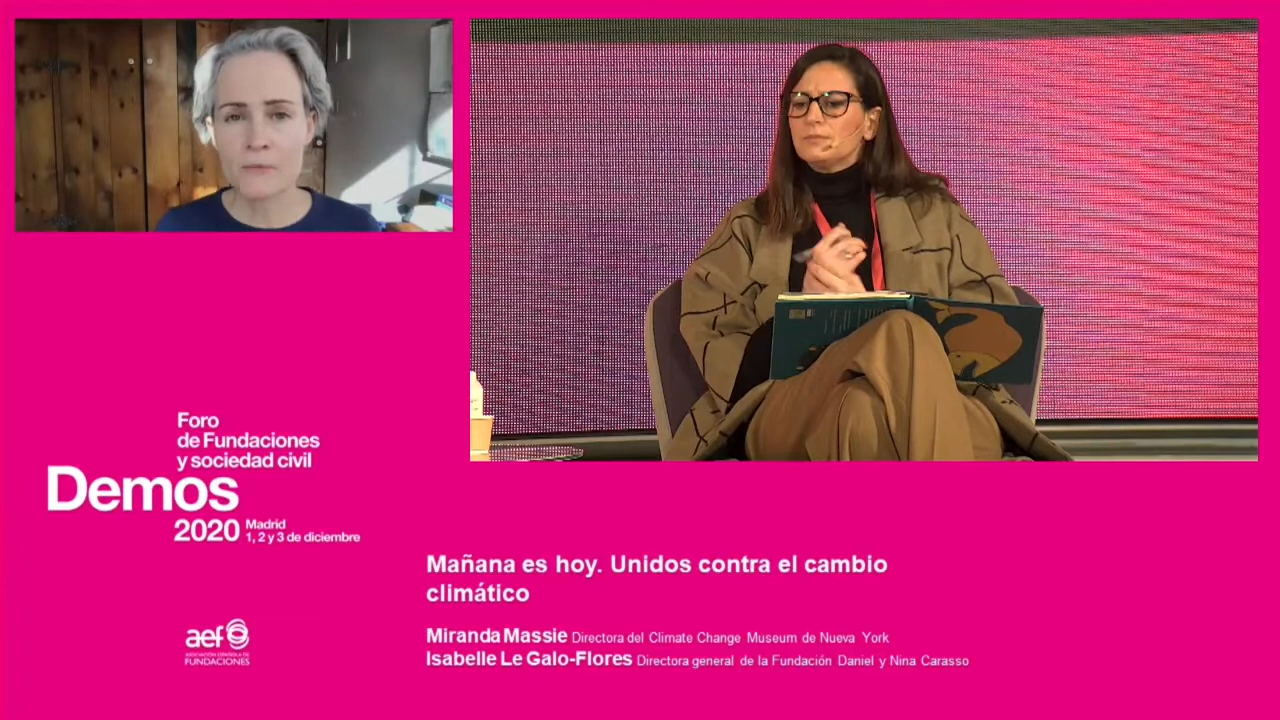 Foro
de Fundaciones
y sociedad civil
Demos
2020 Madrid
1, 2 y 3 de diciembre
aef
ASOCIACIÓN ESPAÑOLA DE
FUNDACIONES
Mañana es hoy. Unidos contra el cambio
climático
Miranda Massie Directora del Climate Change Museum de Nueva York
Isabelle Le Galo-Flores Directora general de la Fundación Daniel y Nina Carasso